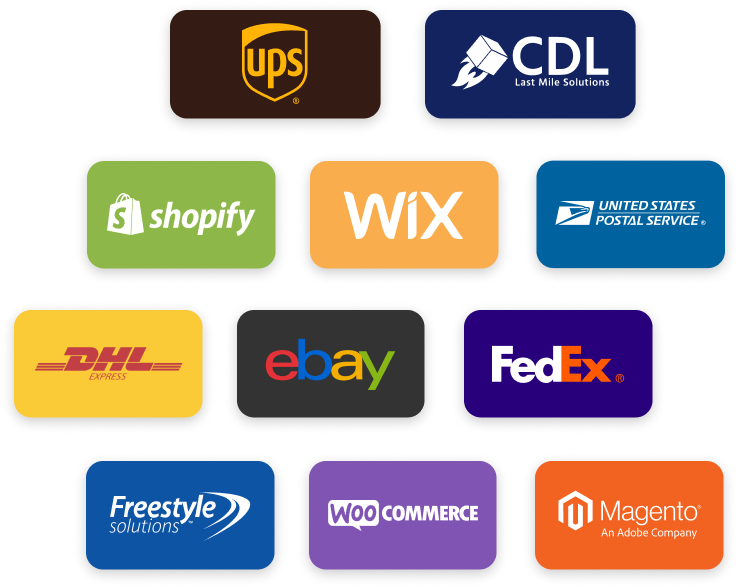 ups
®
CDL
Last Mile Solutions
S shopify
WiX
UNITED STATES
POSTAL SERVICE®
DHL
EXPRESS
ebay
FedEx®
Freestyle
solutions™
WOO COMMERCE
Magento®
An Adobe Company